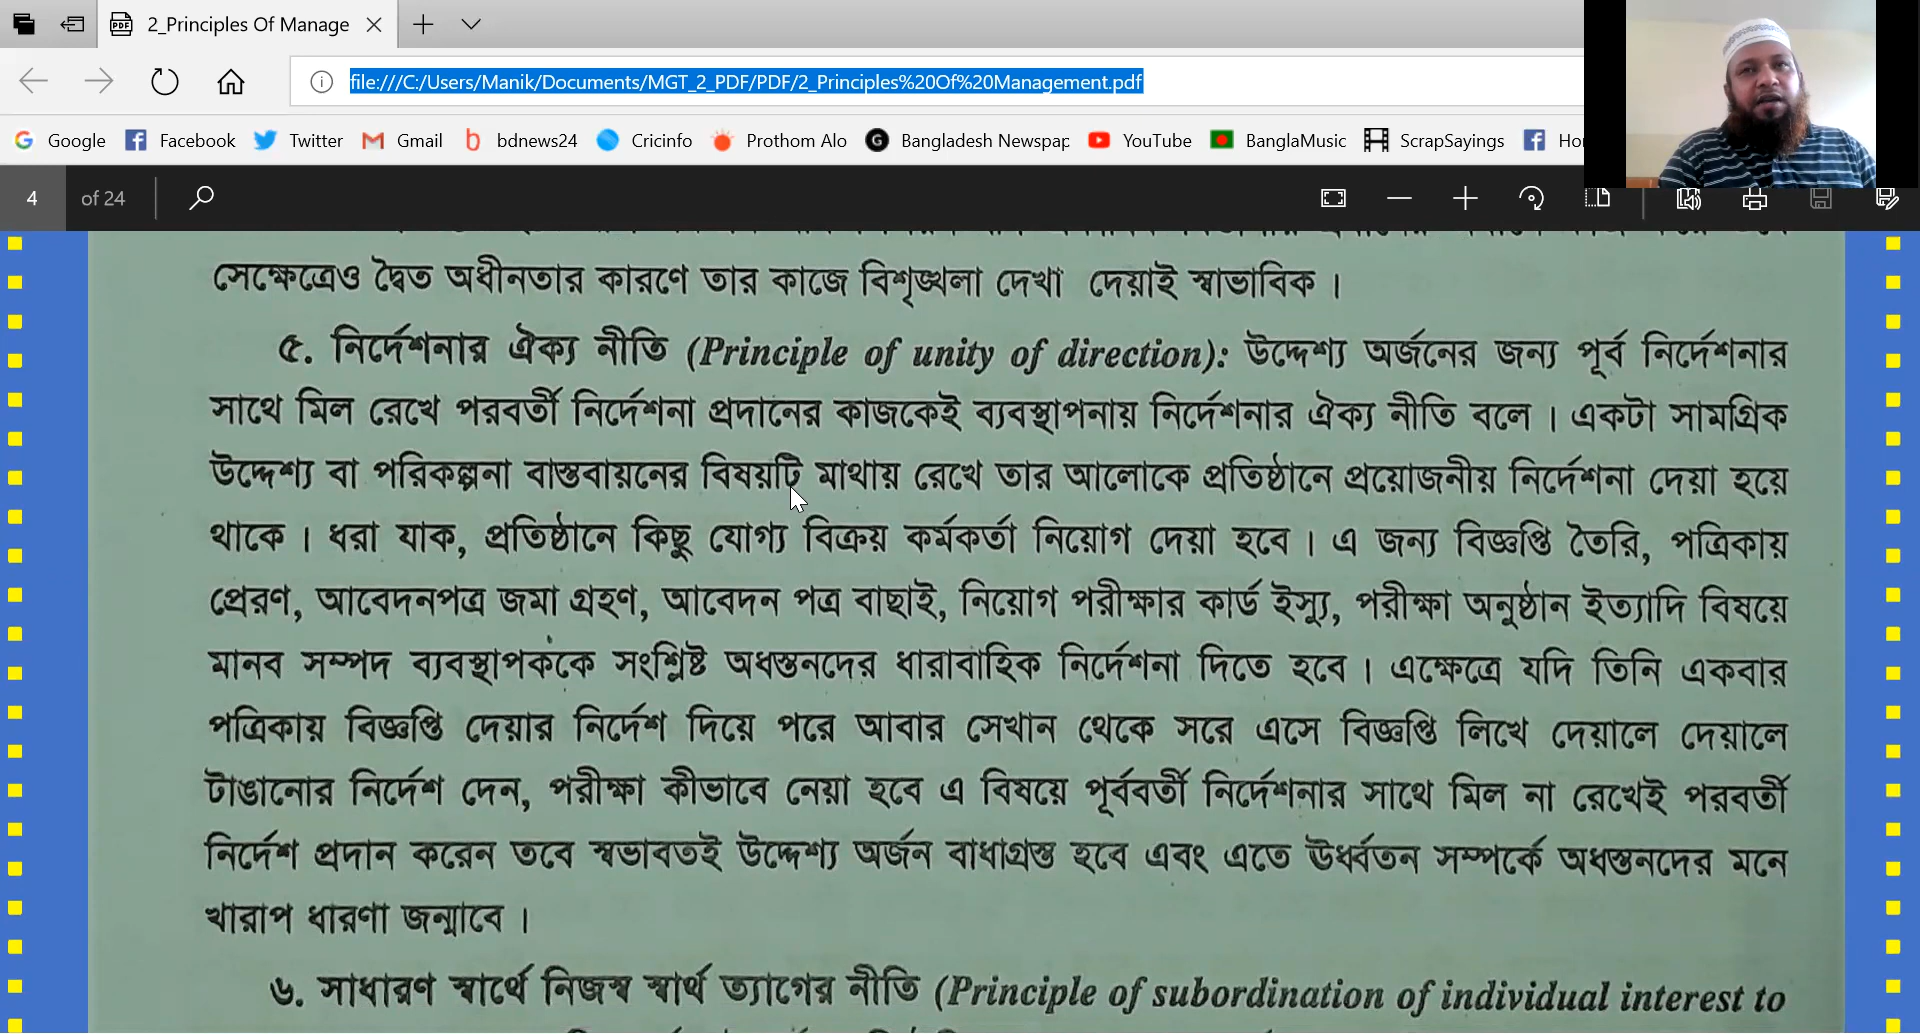 2_Principles Of Manage
file:///C:/Users/Manik/Documents/MGT_2_PDF/PDF/2_Principles%20Of%20Management.pdf
Google Facebook Twitter Gmail bdnews24 Cricinfo Prothom Alo Bangladesh Newspap YouTube BanglaMusic ScrapSayings Ho
4 of 24
সেক্ষেত্রেও দ্বৈত অধীনতার কারণে তার কাজে বিশৃঙ্খলা দেখা দেয়াই স্বাভাবিক।
৫. নির্দেশনার ঐক্য নীতি (Principle of unity of direction): উদ্দেশ্য অর্জনের জন্য পূর্ব নির্দেশনার
সাথে মিল রেখে পরবর্তী নির্দেশনা প্রদানের কাজকেই ব্যবস্থাপনায় নির্দেশনার ঐক্য নীতি বলে। একটা সামগ্রিক
উদ্দেশ্য বা পরিকল্পনা বাস্তবায়নের বিষয়টি মাথায় রেখে তার আলোকে প্রতিষ্ঠানে প্রয়োজনীয় নির্দেশনা দেয়া হয়ে
থাকে। ধরা যাক, প্রতিষ্ঠানে কিছু যোগ্য বিক্রয় কর্মকর্তা নিয়োগ দেয়া হবে। এ জন্য বিজ্ঞপ্তি তৈরি, পত্রিকায়
প্রেরণ, আবেদনপত্র জমা গ্রহণ, আবেদন পত্র বাছাই, নিয়োগ পরীক্ষার কার্ড ইস্যু, পরীক্ষা অনুষ্ঠান ইত্যাদি বিষয়ে
মানব সম্পদ ব্যবস্থাপককে সংশ্লিষ্ট অধস্তনদের ধারাবাহিক নির্দেশনা দিতে হবে। এক্ষেত্রে যদি তিনি একবার
পত্রিকায় বিজ্ঞপ্তি দেয়ার নির্দেশ দিয়ে পরে আবার সেখান থেকে সরে এসে বিজ্ঞপ্তি লিখে দেয়ালে দেয়ালে
টাঙানোর নির্দেশ দেন, পরীক্ষা কীভাবে নেয়া হবে এ বিষয়ে পূর্ববর্তী নির্দেশনার সাথে মিল না রেখেই পরবর্তী
নির্দেশ প্রদান করেন তবে স্বভাবতই উদ্দেশ্য অর্জন বাধাগ্রস্ত হবে এবং এতে ঊর্ধ্বতন সম্পর্কে অধস্তনদের মনে
খারাপ ধারণা জন্মাবে।
৬. সাধারণ স্বার্থে নিজস্ব স্বার্থ ত্যাগের নীতি (Principle of subordination of individual interest to